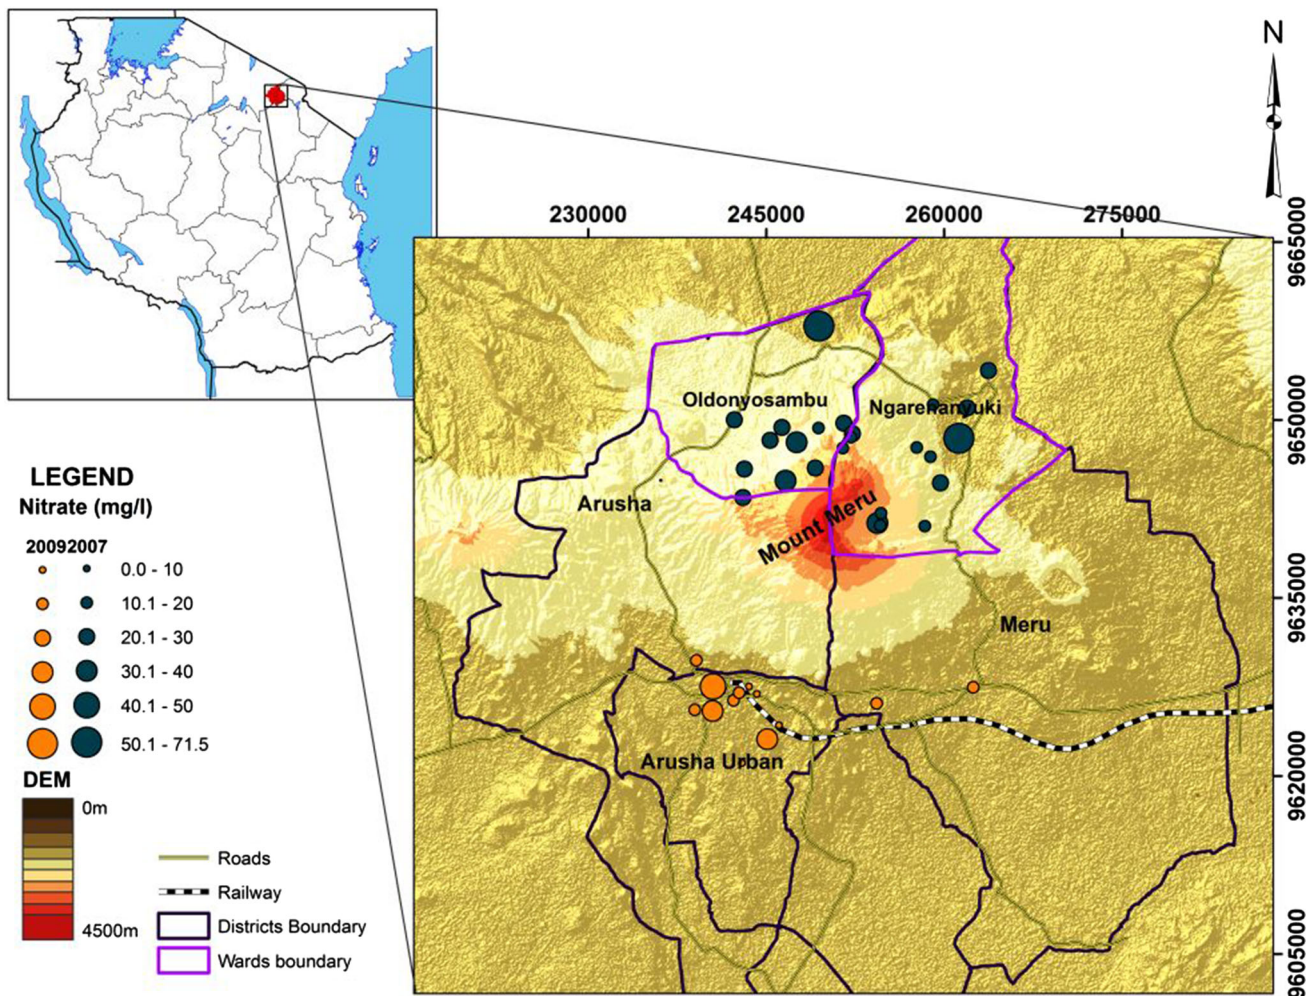 N
230000 245000 260000 275000
9665000
Oldonyosambu
Ngarenanyuki
9650000
Arusha
Mount Meru
9635000
Meru
Arusha Urban
9620000
9605000
LEGEND
Nitrate (mg/l)
20092007
0.0 - 10
10.1 - 20
20.1 - 30
30.1 - 40
40.1 - 50
50.1 - 71.5
DEM
0m
4500m
Roads
Railway
Districts Boundary
Wards boundary